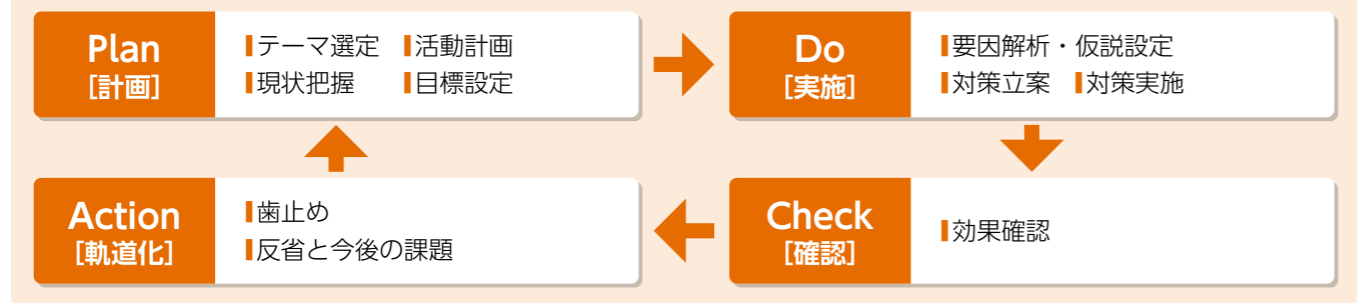 Plan
[計画]
テーマ選定 活動計画
現状把握 目標設定
Do
[実施]
要因解析・仮説設定
対策立案 対策実施
Action
[軌道化]
歯止め
反省と今後の課題
Check
[確認]
効果確認